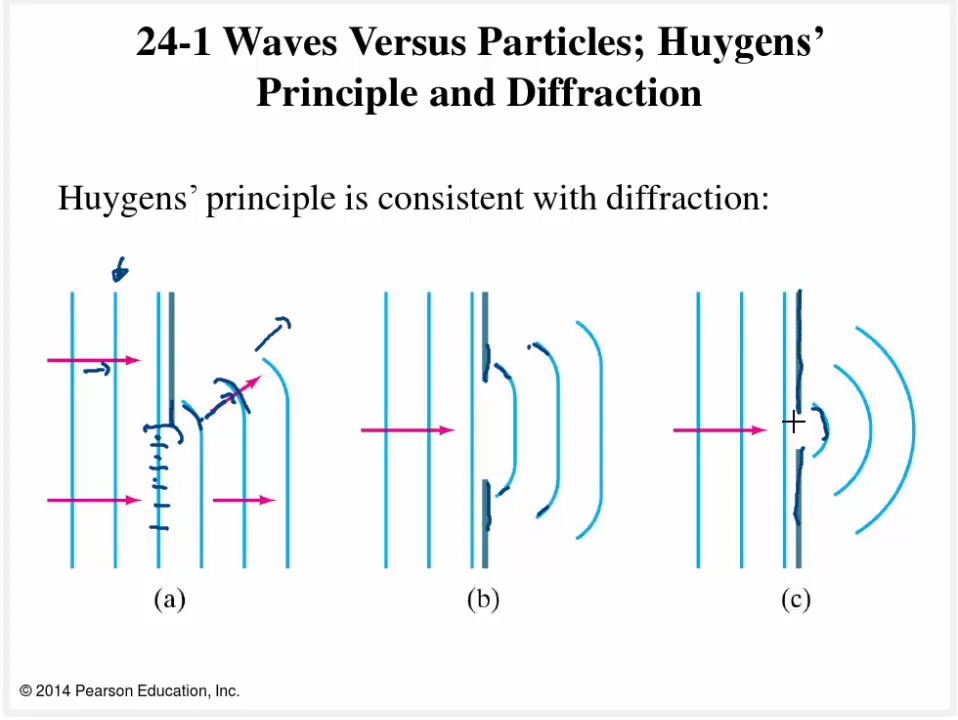 24-1 Waves Versus Particles; Huygens’
Principle and Diffraction
Huygens’ principle is consistent with diffraction:
(a) (b) (c)
© 2014 Pearson Education, Inc.